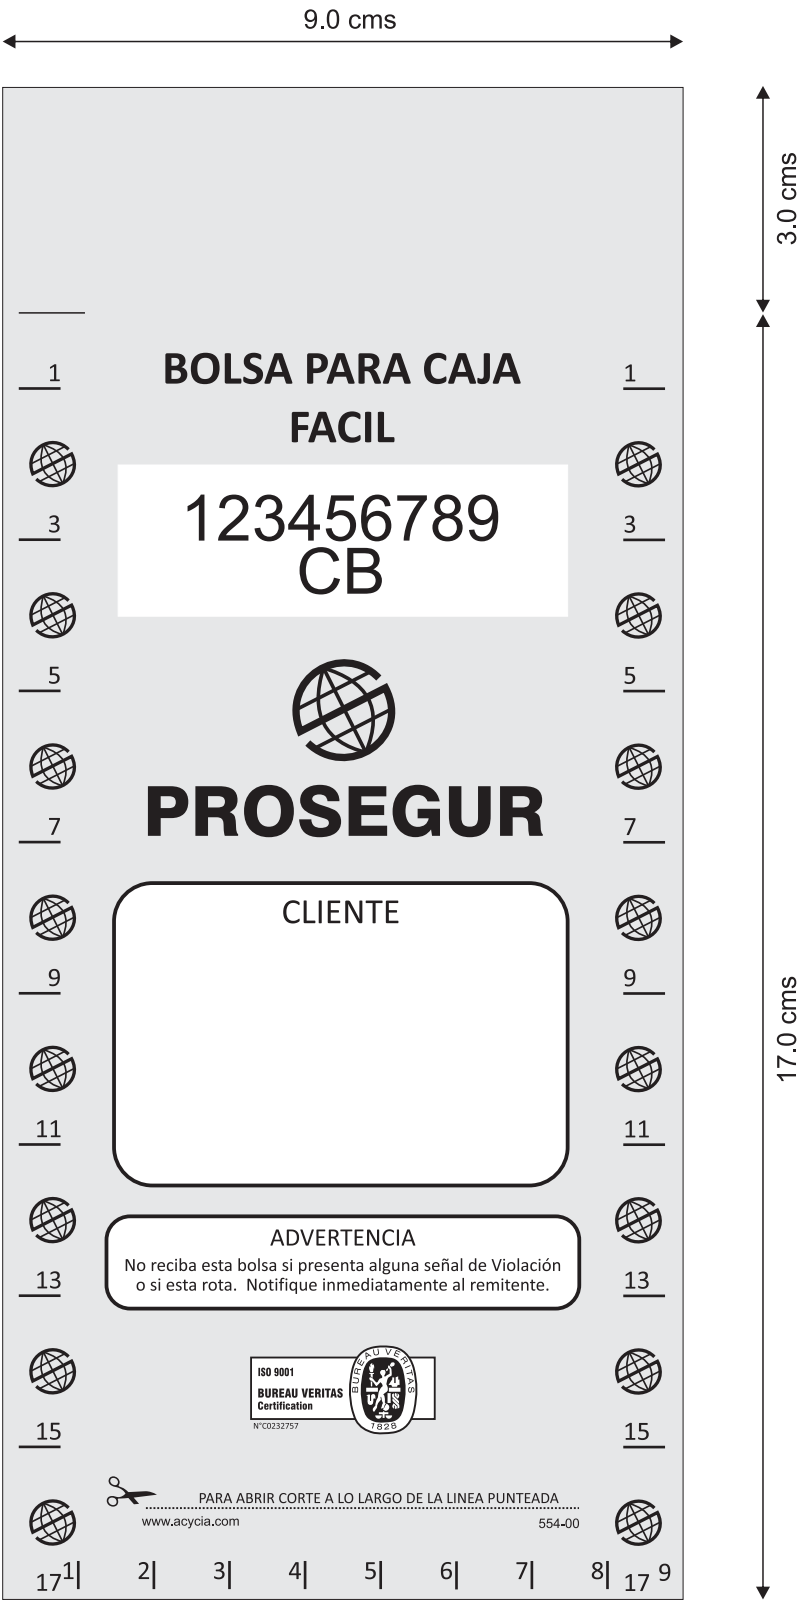 9.0 cms
3.0 cms
BOLSA PARA CAJA
FACIL
123456789
CB
PROSEGUR
CLIENTE
ADVERTENCIA
No reciba esta bolsa si presenta alguna señal de Violación
o si esta rota. Notifique inmediatamente al remitente.
ISO 9001
BUREAU VERITAS
Certification
N°C0232757
BUREAU VERITAS
1828
PARA ABRIR CORTE A LO LARGO DE LA LINEA PUNTEADA
www.acycia.com 554-00
1 1
3 3
5 5
7 7
9 9
11 11
13 13
15 15
17 1 2 3 4 5 6 7 8 17 9
17.0 cms